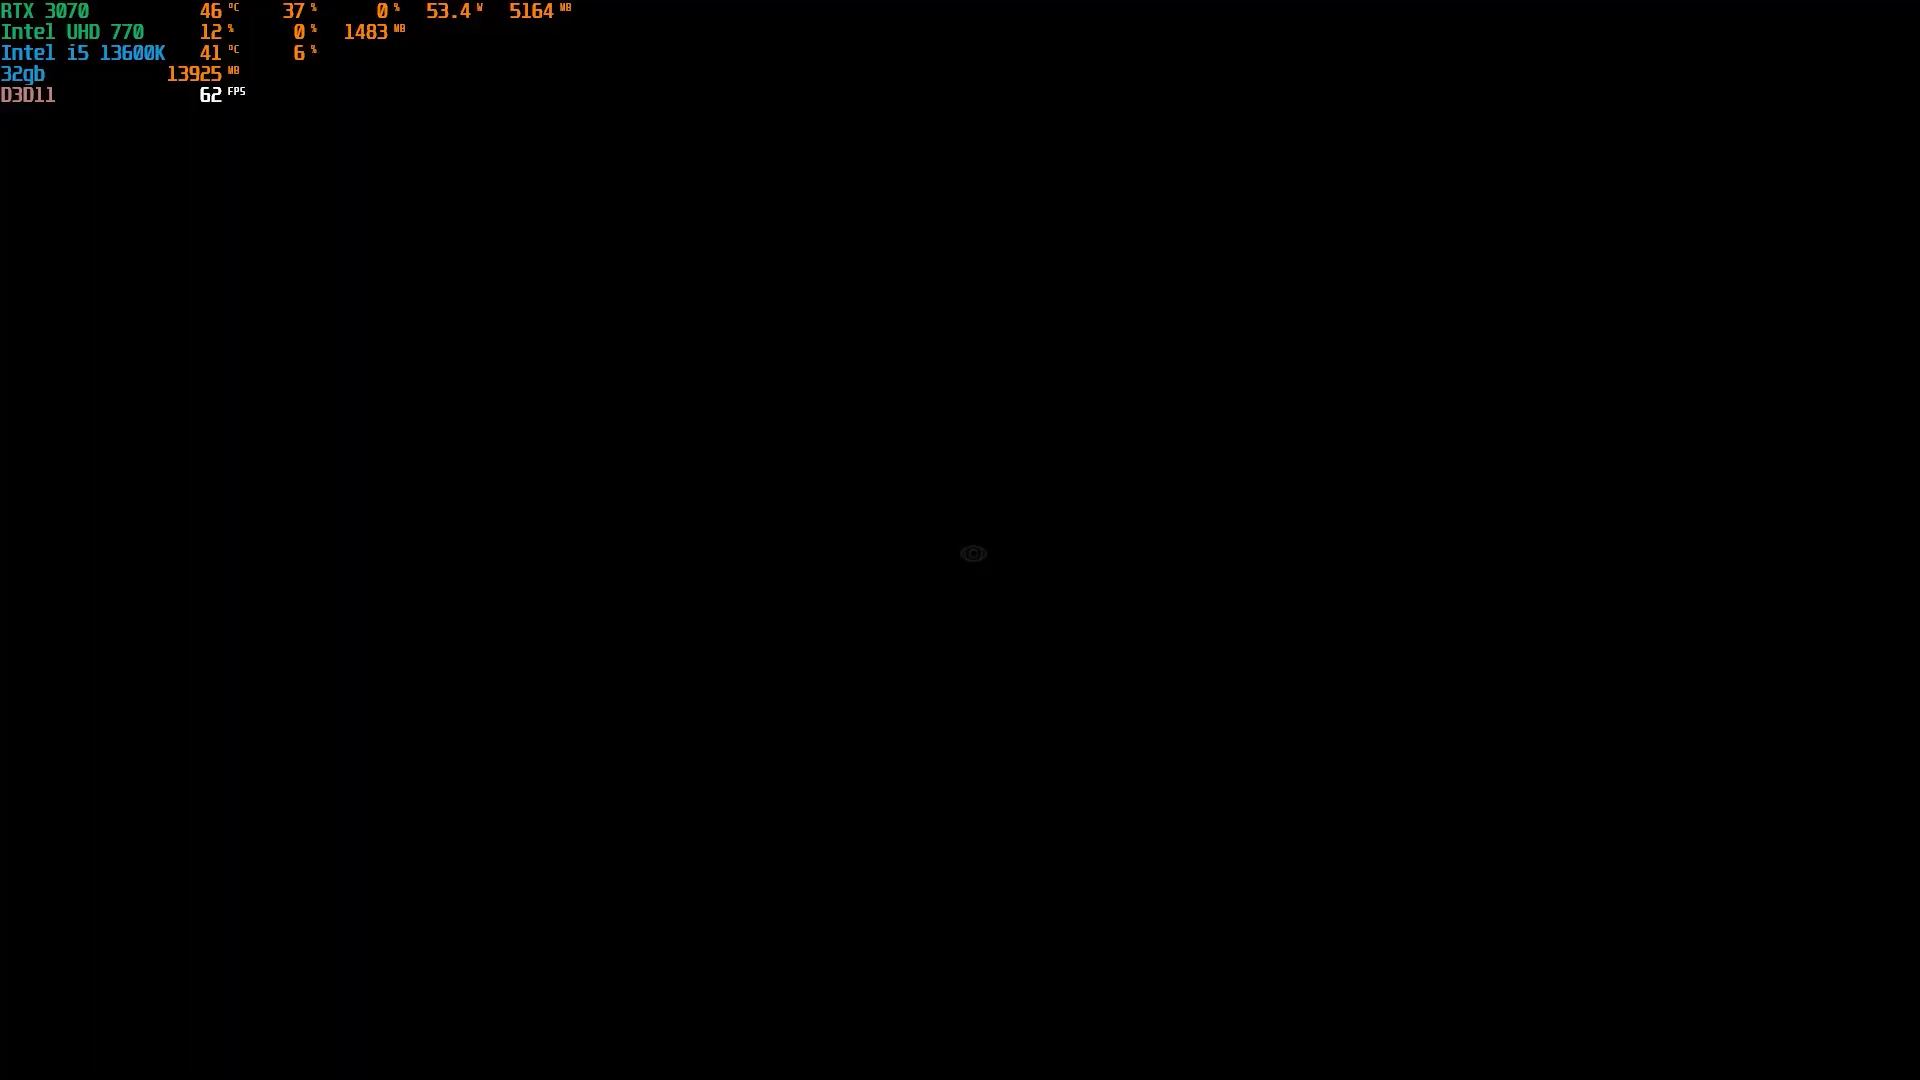 RTX 3070 46 °C 37 % 0 % 53.4 W 5164 MB
Intel UHD 770 12 % 0 % 1483 MB
Intel i5 13600K 41 °C 6 %
32gb 13925 MB
D3D11 62 FPS